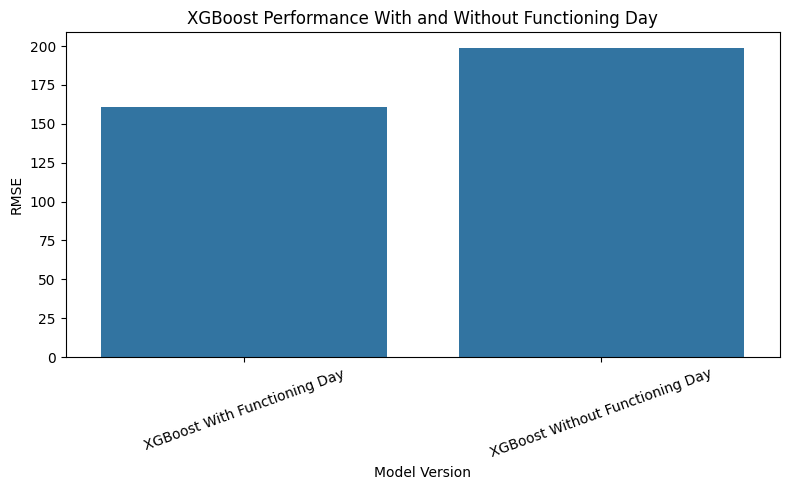 XGBoost Performance With and Without Functioning Day
RMSE
200
175
150
125
100
75
50
25
0
XGBoost With Functioning Day
XGBoost Without Functioning Day
Model Version